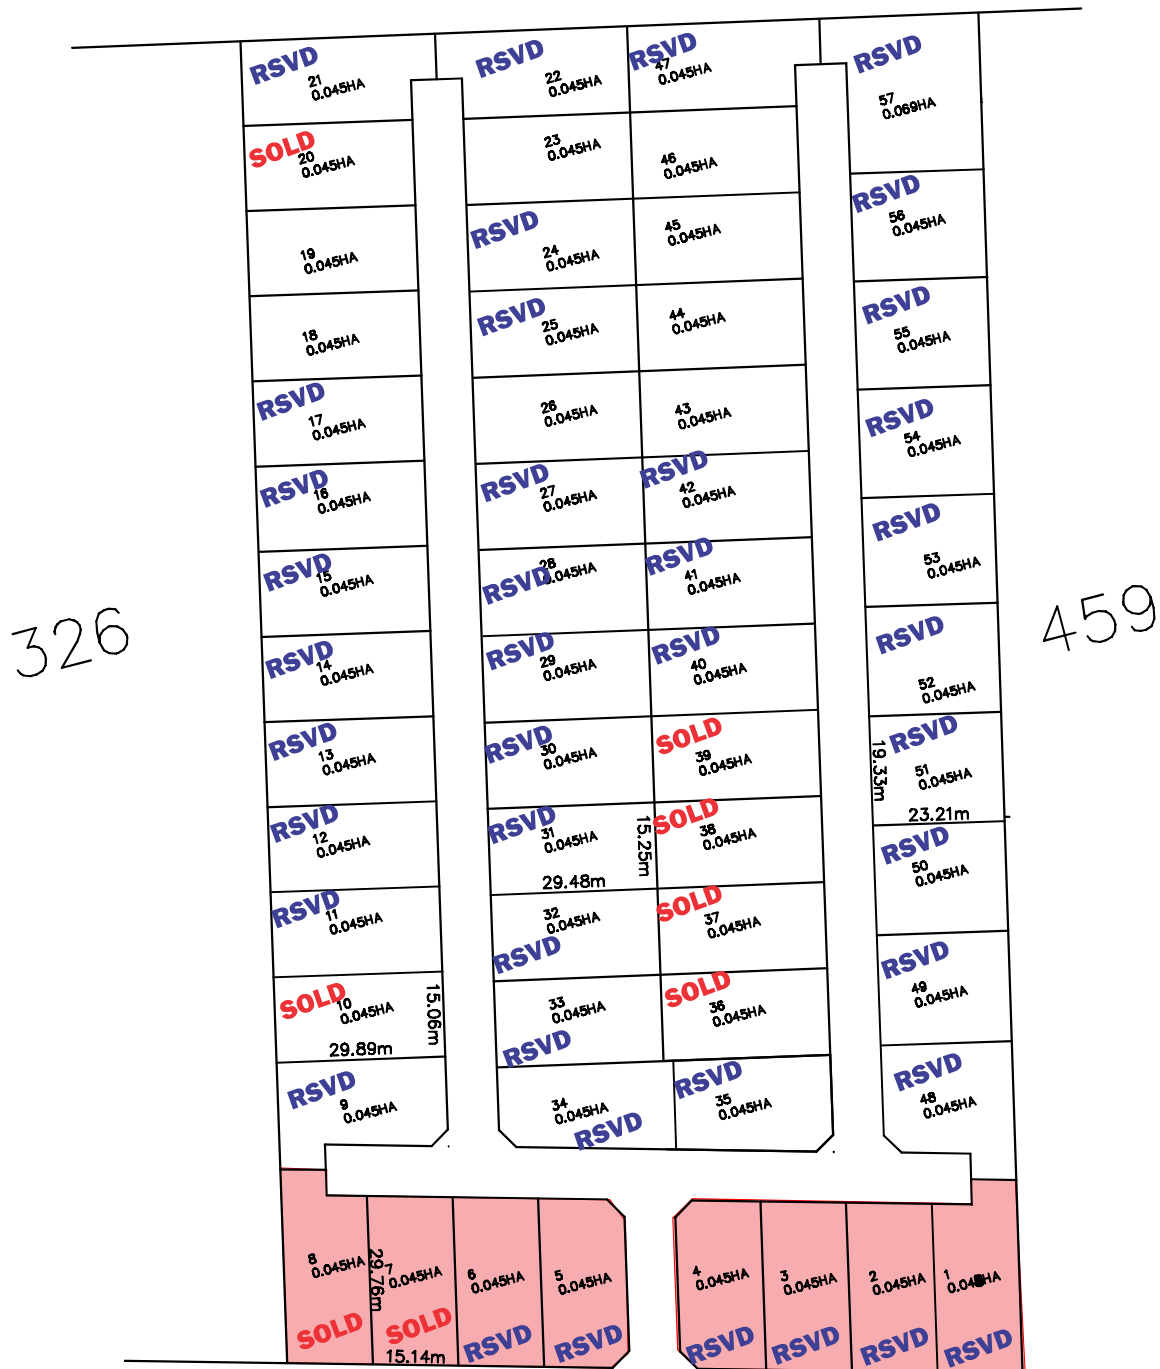 RSVD
21
0.045HA
RSVD
22
0.045HA
RSVD
47
0.045HA
RSVD
57
0.069HA
SOLD
20
0.045HA
23
0.045HA
46
0.045HA
RSVD
56
0.045HA
19
0.045HA
RSVD
24
0.045HA
45
0.045HA
RSVD
55
0.045HA
18
0.045HA
RSVD
25
0.045HA
44
0.045HA
RSVD
54
0.045HA
RSVD
17
0.045HA
26
0.045HA
43
0.045HA
RSVD
16
0.045HA
RSVD
27
0.045HA
RSVD
42
0.045HA
RSVD
53
0.045HA
RSVD
15
0.045HA
RSVD
28
0.045HA
RSVD
41
0.045HA
326
459
RSVD
14
0.045HA
RSVD
29
0.045HA
RSVD
40
0.045HA
RSVD
52
0.045HA
RSVD
13
0.045HA
RSVD
30
0.045HA
SOLD
39
0.045HA
19.33m
RSVD
51
0.045HA
23.21m
RSVD
12
0.045HA
RSVD
31
0.045HA
15.25m
29.48m
SOLD
38
0.045HA
RSVD
50
0.045HA
RSVD
11
0.045HA
32
0.045HA
RSVD
SOLD
37
0.045HA
RSVD
49
0.045HA
SOLD
10
0.045HA
15.06m
29.89m
33
0.045HA
RSVD
SOLD
36
0.045HA
RSVD
9
0.045HA
34
0.045HA
RSVD
RSVD
35
0.045HA
RSVD
48
0.045HA
8
0.045HA
SOLD
29.76m
7
0.045HA
SOLD
15.14m
6
0.045HA
RSVD
5
0.045HA
RSVD
4
0.045HA
RSVD
3
0.045HA
RSVD
2
0.045HA
RSVD
1
RSVD